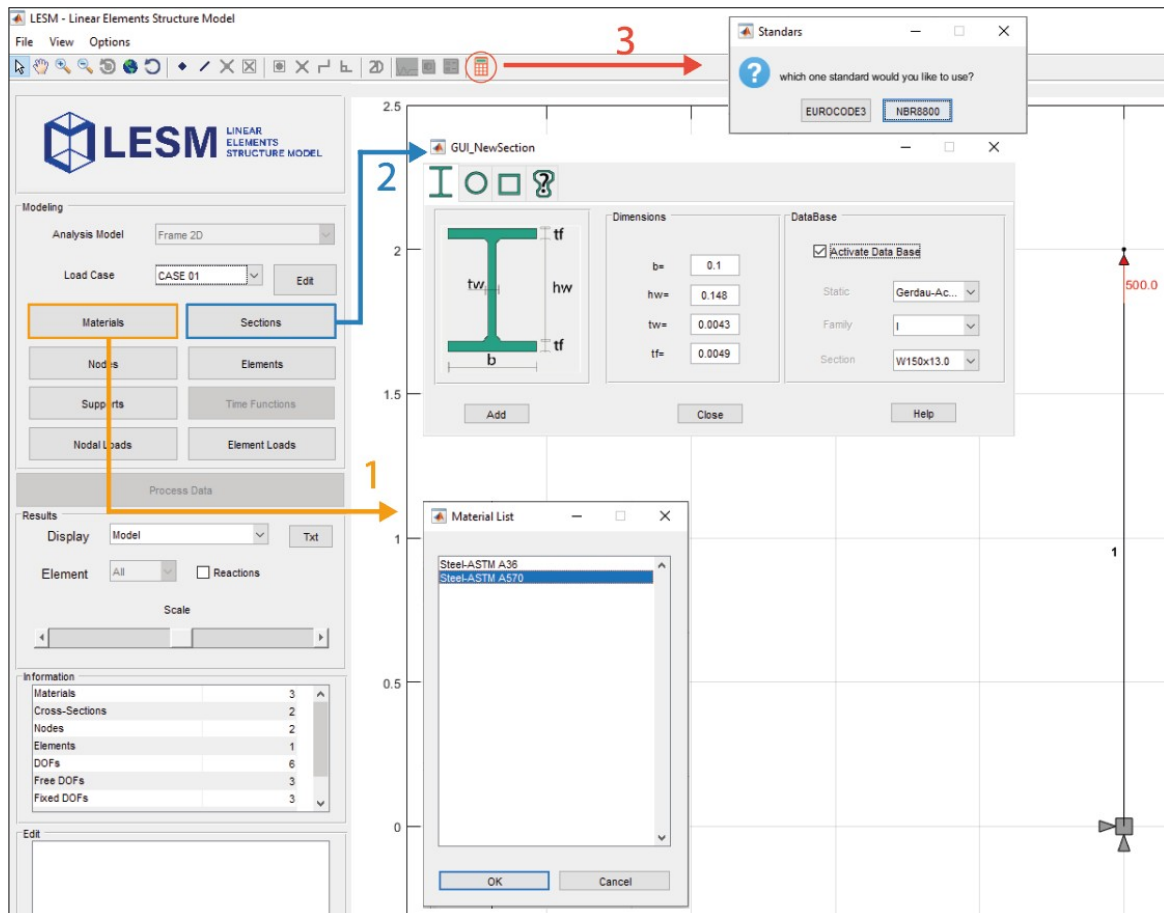 LESM - Linear Elements Structure Model
File View Options
2D
3
Standars
which one standard would you like to use?
EUROCODE3 NBR8800
LESM LINEAR
ELEMENTS
STRUCTURE MODEL
Modeling
Analysis Model Frame 2D
Load Case CASE 01 Edit
Materials Sections
Nodes Elements
Supports Time Functions
Nodal Loads Element Loads
Process Data
Results
Display Model Txt
Element All Reactions
Scale
Information
Materials 3
Cross-Sections 2
Nodes 2
Elements 1
DOFs 6
Free DOFs 3
Fixed DOFs 3
Edit
2
GUI_NewSection
?
tf
tw hw
tf
b
Dimensions
b= 0.1
hw= 0.148
tw= 0.0043
tf= 0.0049
DataBase
Activate Data Base
Static Gerdau-Ac...
Family I
Section W150x13.0
Add Close Help
1
Material List
Steel-ASTM A36
Steel-ASTM A570
OK Cancel
2.5
2
1.5
1
0.5
0
500.0
1